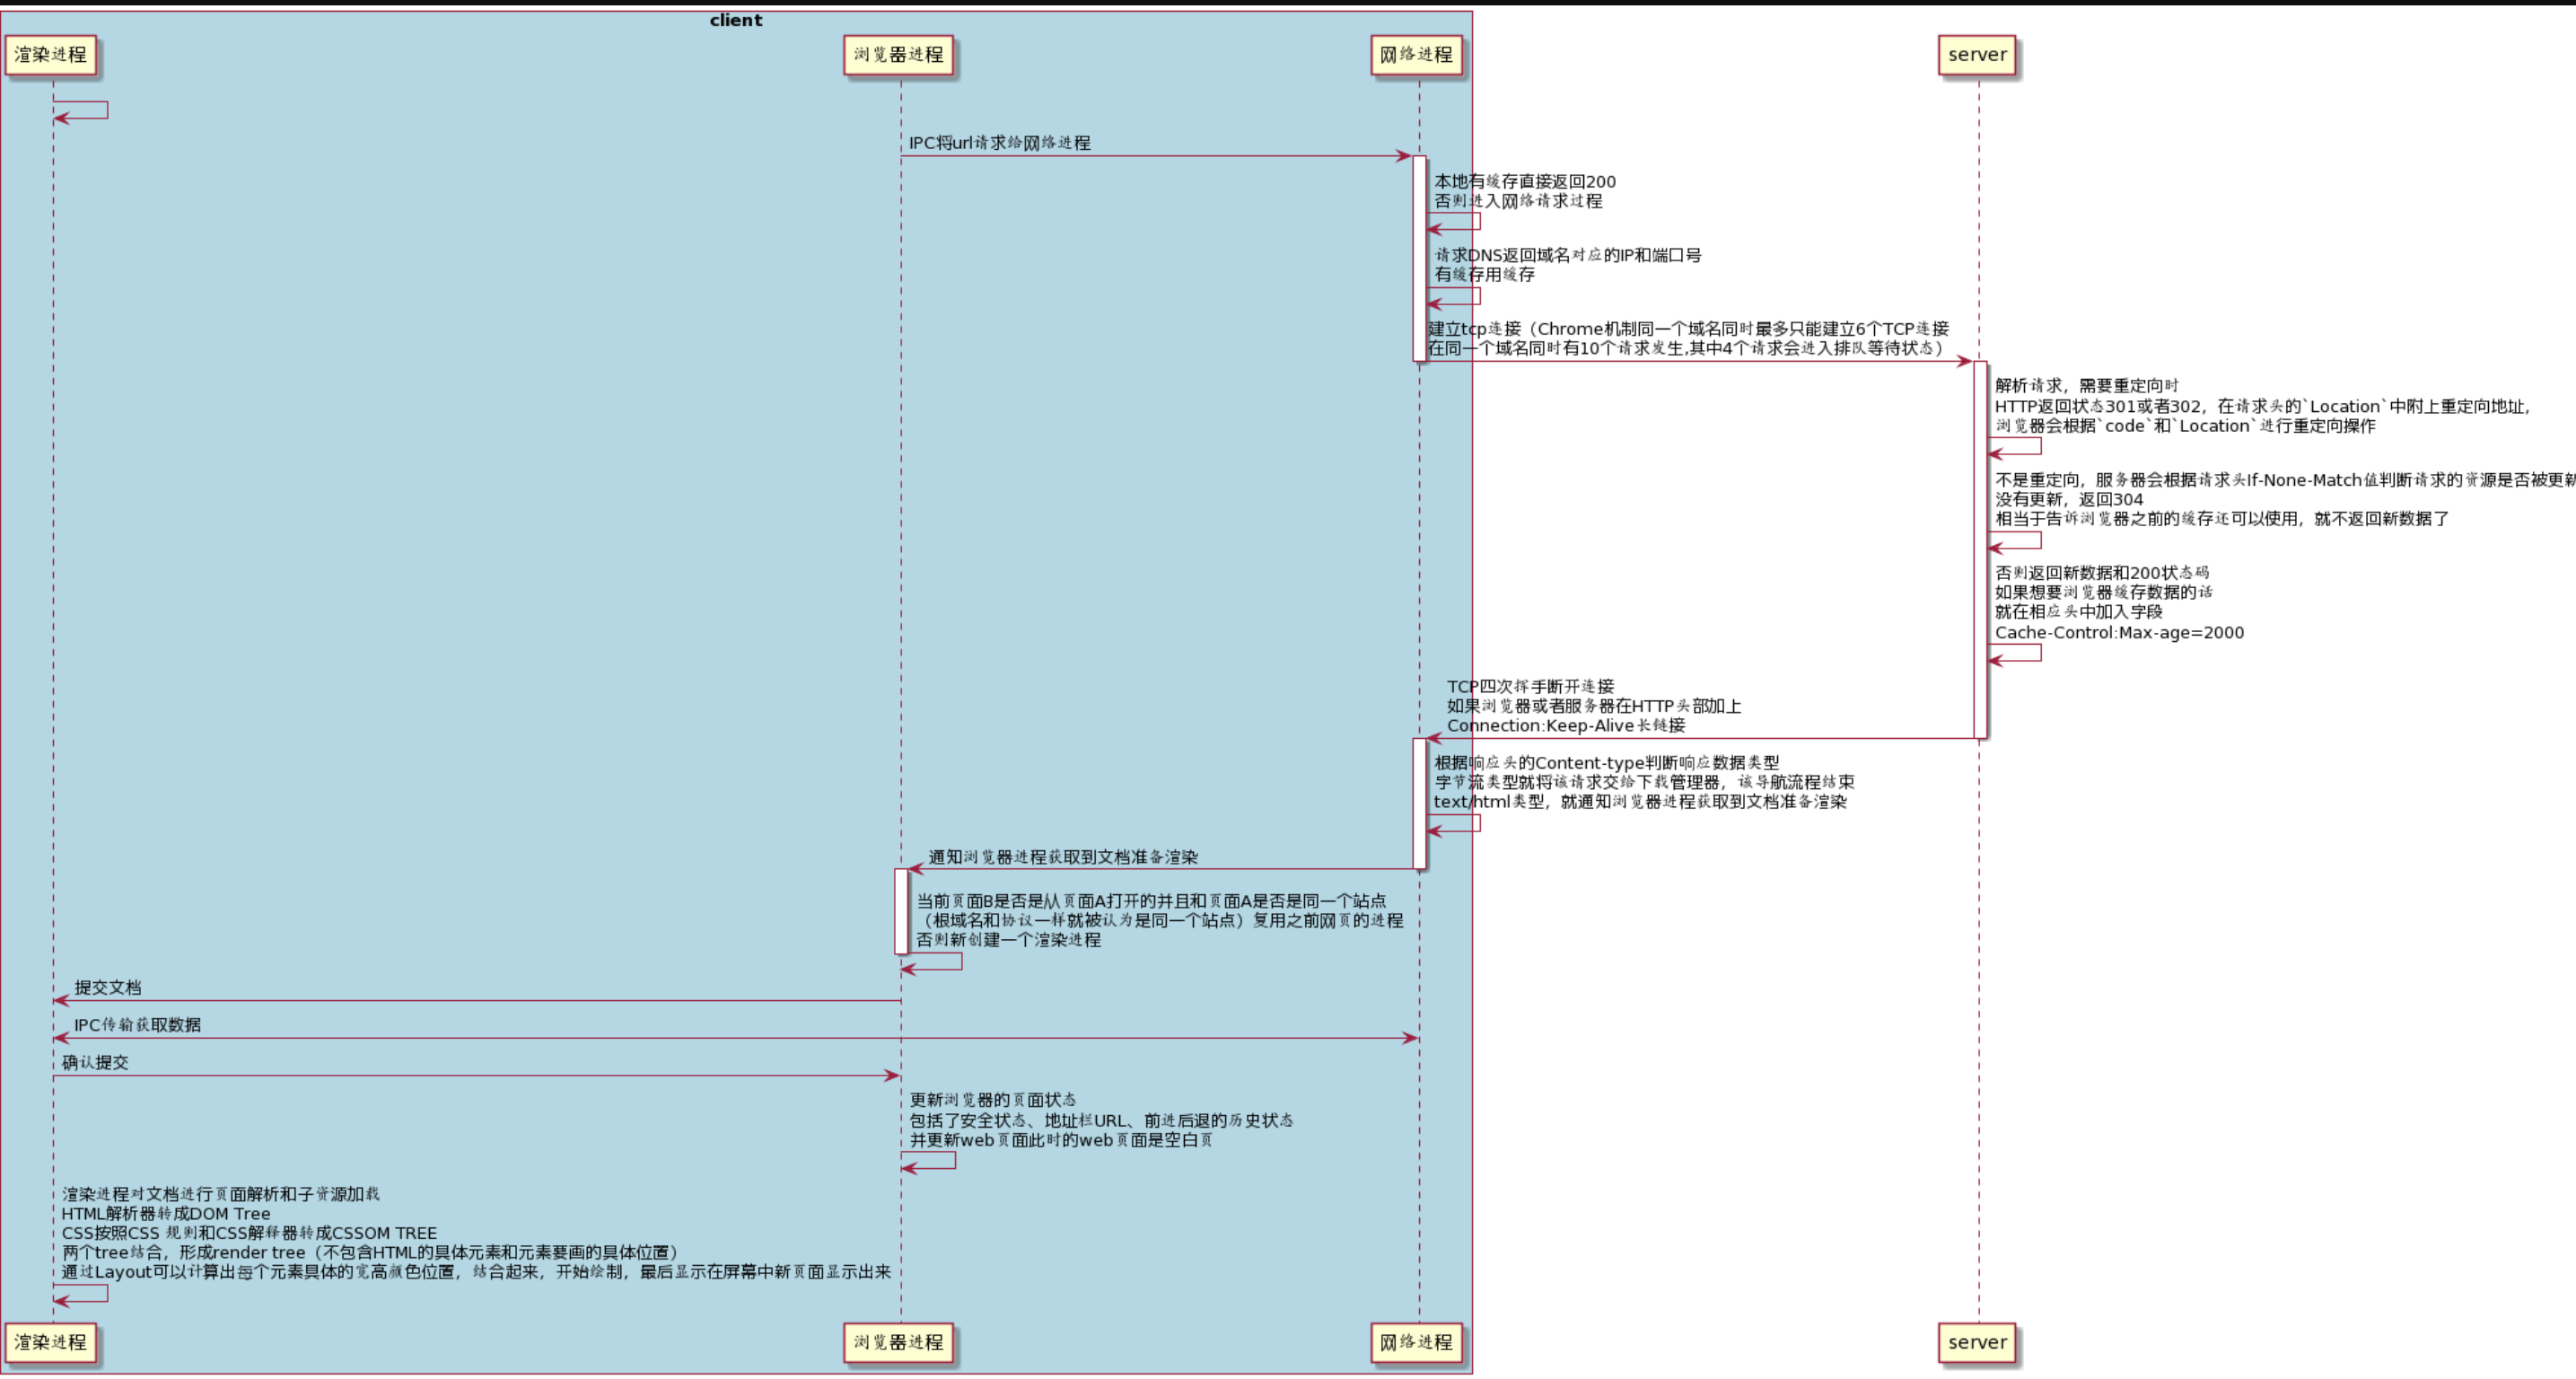 client
渲染进程
浏览器进程
网络进程
server
IPC将url请求给网络进程
本地有缓存直接返回200
否则进入网络请求过程
请求DNS返回域名对应的IP和端口号
有缓存用缓存
建立tcp连接（Chrome机制同一个域名同时最多只能建立6个TCP连接
在同一个域名同时有10个请求发生,其中4个请求会进入排队等待状态）
解析请求，需要重定向时
HTTP返回状态301或者302，在请求头的`Location`中附上重定向地址,
浏览器会根据`code`和`Location`进行重定向操作
不是重定向，服务器会根据请求头If-None-Match值判断请求的资源是否被更新
没有更新，返回304
相当于告诉浏览器之前的缓存还可以使用，就不返回新数据了
否则返回新数据和200状态码
如果想要浏览器缓存数据的话
就在相应头中加入字段
Cache-Control:Max-age=2000
TCP四次挥手断开连接
如果浏览器或者服务器在HTTP头部加上
Connection:Keep-Alive长链接
根据响应头的Content-type判断响应数据类型
字节流类型就将该请求交给下载管理器，该导航流程结束
text/html类型，就通知浏览器进程获取到文档准备渲染
通知浏览器进程获取到文档准备渲染
当前页面B是否是从页面A打开的并且和页面A是否是同一个站点
（根域名和协议一样就被认为是同一个站点）复用之前网页的进程
否则新创建一个渲染进程
提交文档
IPC传输获取数据
确认提交
更新浏览器的页面状态
包括了安全状态、地址栏URL、前进后退的历史状态
并更新web页面此时的web页面是空白页
渲染进程对文档进行页面解析和子资源加载
HTML解析器转成DOM Tree
CSS按照CSS 规则和CSS解释器转成CSSOM TREE
两个tree结合，形成render tree（不包含HTML的具体元素和元素要画的具体位置）
通过Layout可以计算出每个元素具体的宽高颜色位置，结合起来，开始绘制，最后显示在屏幕中新页面显示出来
渲染进程
浏览器进程
网络进程
server